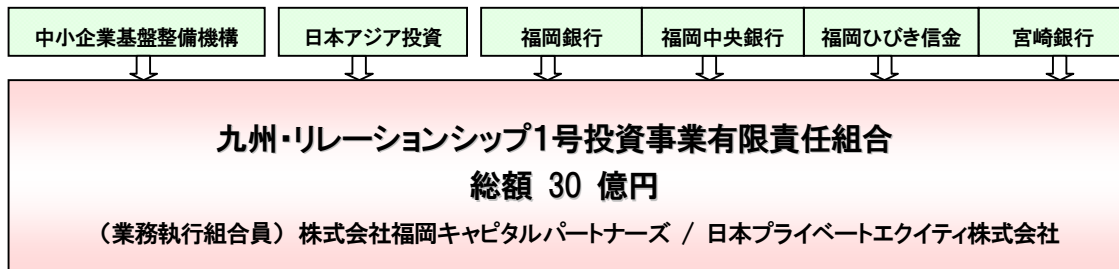 中小企業基盤整備機構
日本アジア投資
福岡銀行
福岡中央銀行
福岡ひびき信金
宮崎銀行
九州・リレーションシップ1号投資事業有限責任組合
総額 30 億円
（業務執行組合員） 株式会社福岡キャピタルパートナーズ / 日本プライベートエクイティ株式会社